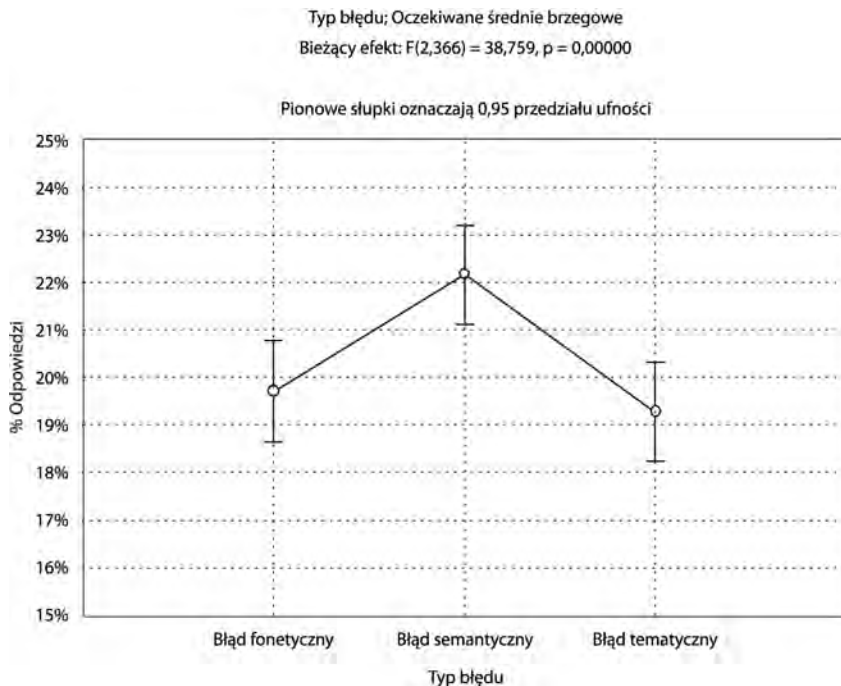 Typ błędu; Oczekiwane średnie brzegowe
Bieżący efekt: F(2,366) = 38,759, p = 0,00000
Pionowe słupki oznaczają 0,95 przedziału ufności
25%
24%
23%
22%
21%
20%
19%
18%
17%
16%
15%
% Odpowiedzi
Błąd fonetyczny Błąd semantyczny Błąd tematyczny
Typ błędu